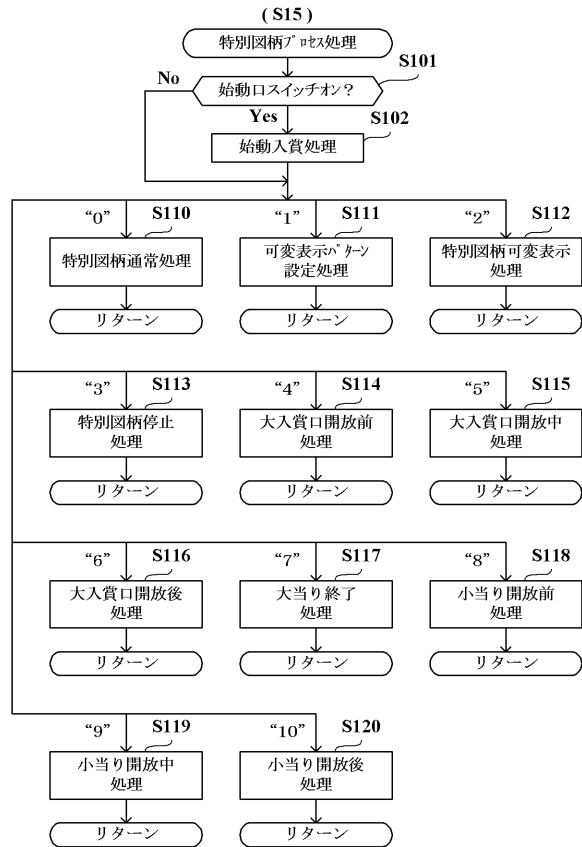 (S15)
特別図柄ﾌﾟﾛｾｽ処理
S101
No
始動口スイッチオン？
Yes
S102
始動入賞処理
“0” S110 “1” S111 “2” S112
特別図柄通常処理
可変表示ﾊﾟﾀｰﾝ
設定処理
特別図柄可変表示
処理
リターン リターン リターン
“3” S113 “4” S114 “5” S115
特別図柄停止
処理
大入賞口開放前
処理
大入賞口開放中
処理
リターン リターン リターン
“6” S116 “7” S117 “8” S118
大入賞口開放後
処理
大当り終了
処理
小当り開放前
処理
リターン リターン リターン
“9” S119 “10” S120
小当り開放中
処理
小当り開放後
処理
リターン リターン